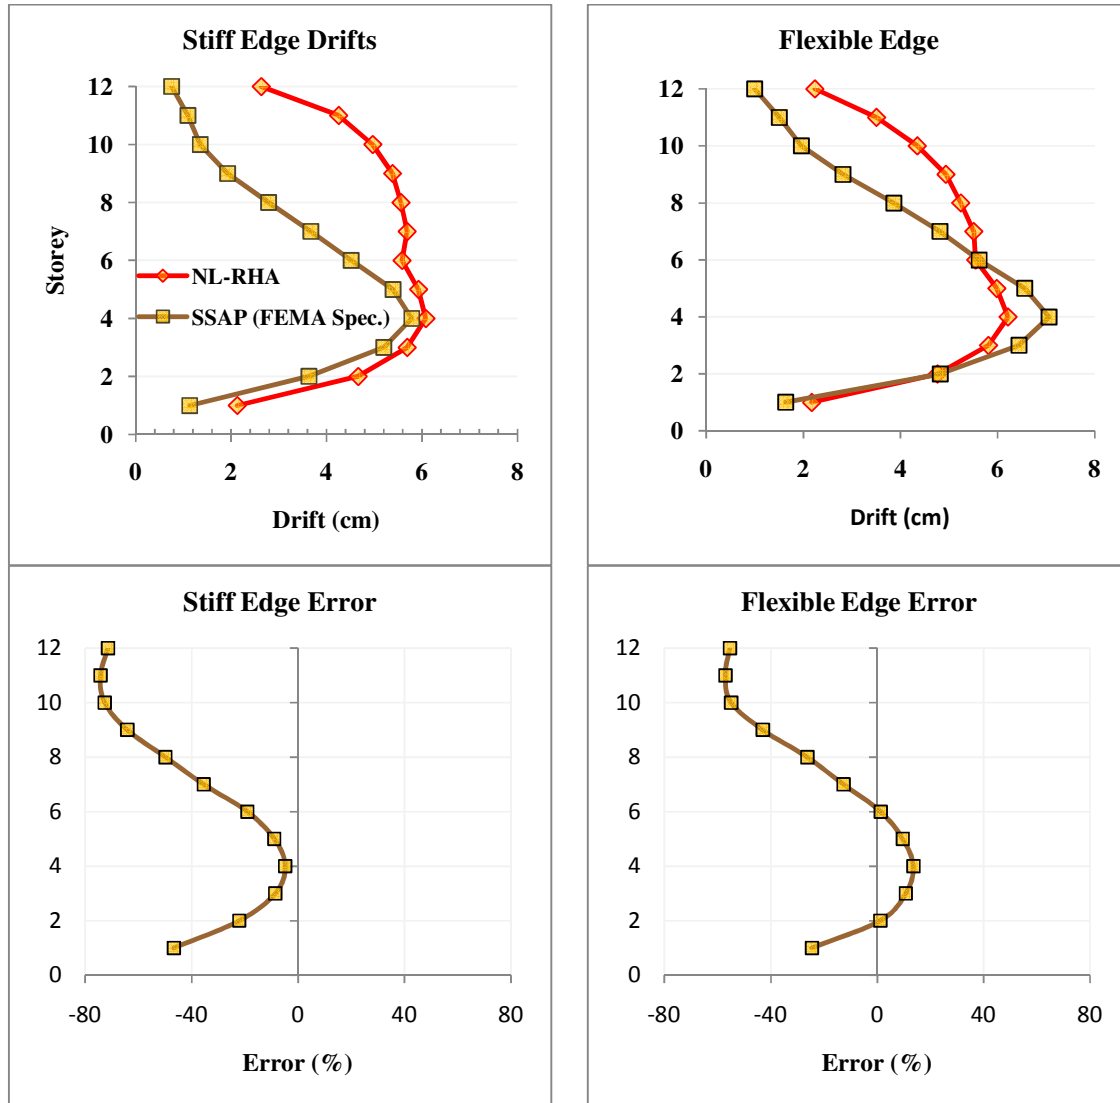 Stiff Edge Drifts
12
10
8
6
4
2
0
Storey
NL-RHA
SSAP (FEMA Spec.)
0 2 4 6 8
Drift (cm)
Flexible Edge
12
10
8
6
4
2
0
0 2 4 6 8
Drift (cm)
Stiff Edge Error
12
10
8
6
4
2
0
-80 -40 0 40 80
Error (%)
Flexible Edge Error
12
10
8
6
4
2
0
-80 -40 0 40 80
Error (%)